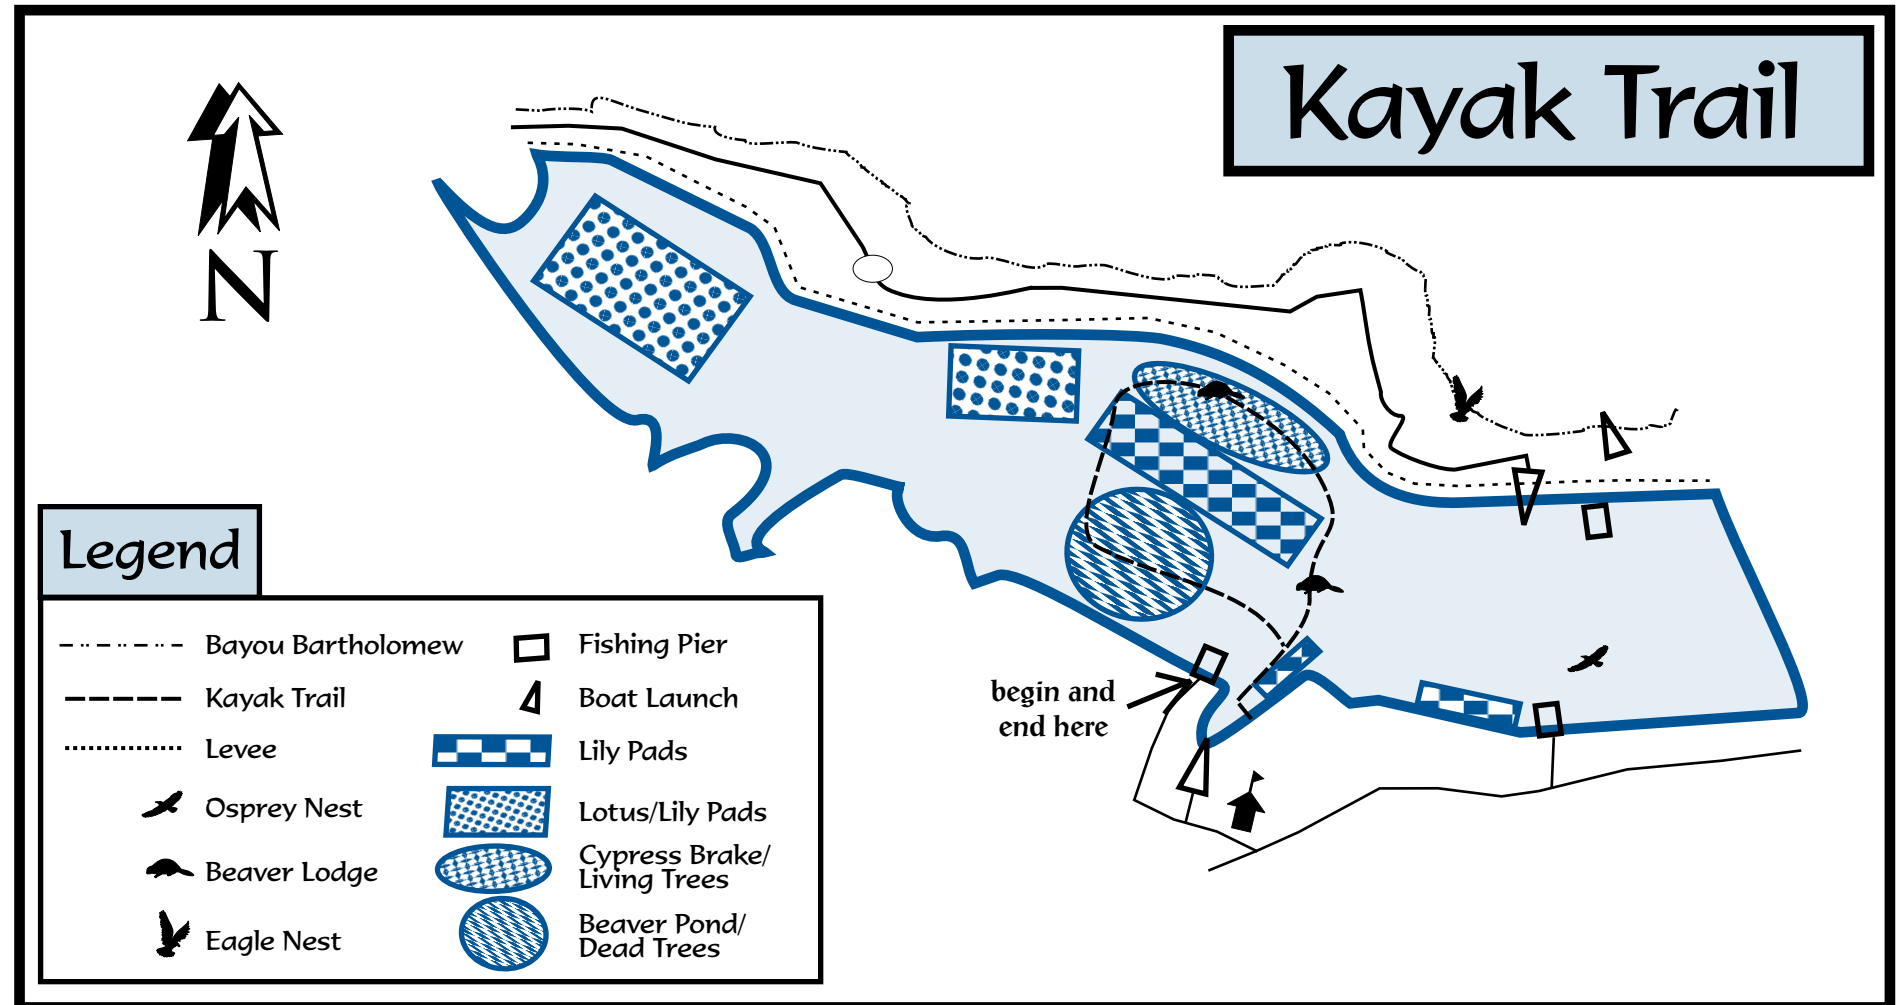 Kayak Trail
N
begin and
end here
Legend
Bayou Bartholomew
Kayak Trail
Levee
Osprey Nest
Beaver Lodge
Eagle Nest
Fishing Pier
Boat Launch
Lily Pads
Lotus/Lily Pads
Cypress Brake/
Living Trees
Beaver Pond/
Dead Trees